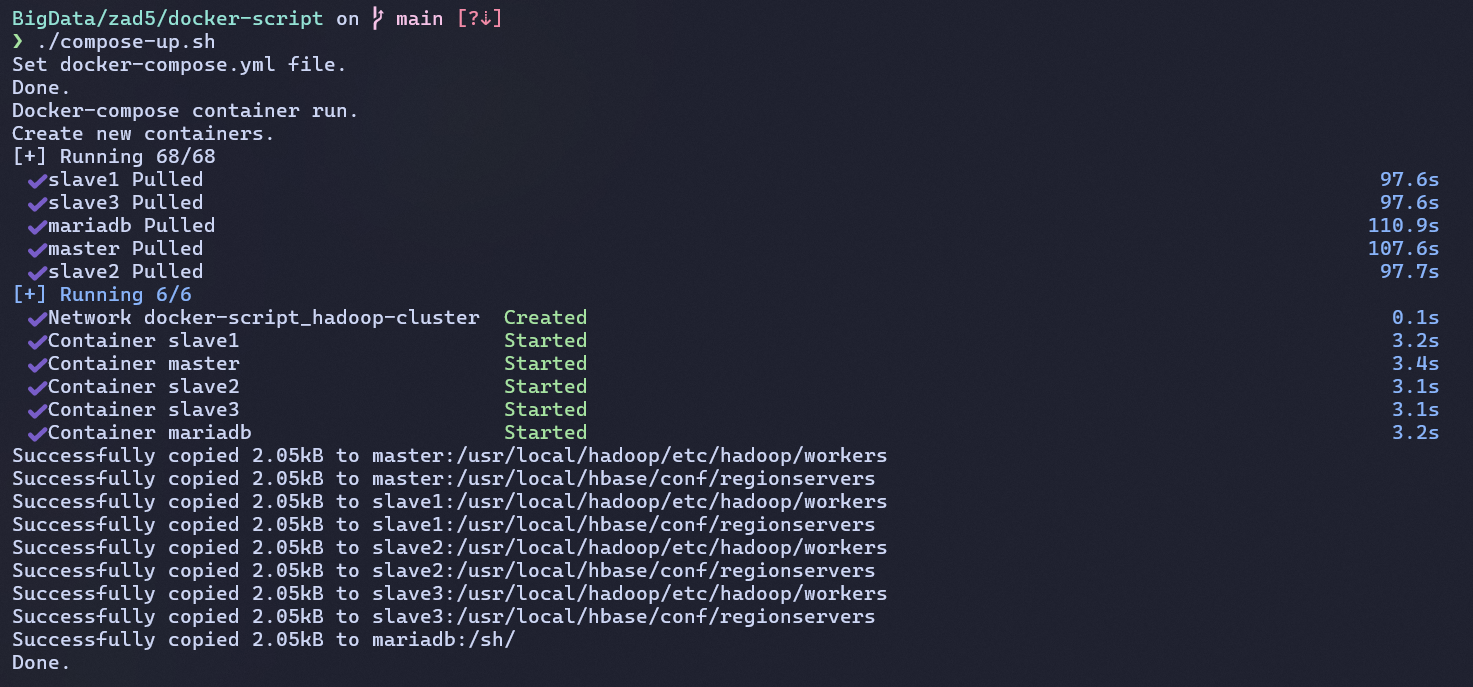 BigData/zad5/docker-script on main [?⇣]
❯ ./compose-up.sh
Set docker-compose.yml file.
Done.
Docker-compose container run.
Create new containers.
[+] Running 68/68
✔slave1 Pulled 97.6s
✔slave3 Pulled 97.6s
✔mariadb Pulled 110.9s
✔master Pulled 107.6s
✔slave2 Pulled 97.7s
[+] Running 6/6
✔Network docker-script_hadoop-cluster Created 0.1s
✔Container slave1 Started 3.2s
✔Container master Started 3.4s
✔Container slave2 Started 3.1s
✔Container slave3 Started 3.1s
✔Container mariadb Started 3.2s
Successfully copied 2.05kB to master:/usr/local/hadoop/etc/hadoop/workers
Successfully copied 2.05kB to master:/usr/local/hbase/conf/regionservers
Successfully copied 2.05kB to slave1:/usr/local/hadoop/etc/hadoop/workers
Successfully copied 2.05kB to slave1:/usr/local/hbase/conf/regionservers
Successfully copied 2.05kB to slave2:/usr/local/hadoop/etc/hadoop/workers
Successfully copied 2.05kB to slave2:/usr/local/hbase/conf/regionservers
Successfully copied 2.05kB to slave3:/usr/local/hadoop/etc/hadoop/workers
Successfully copied 2.05kB to slave3:/usr/local/hbase/conf/regionservers
Successfully copied 2.05kB to mariadb:/sh/
Done.